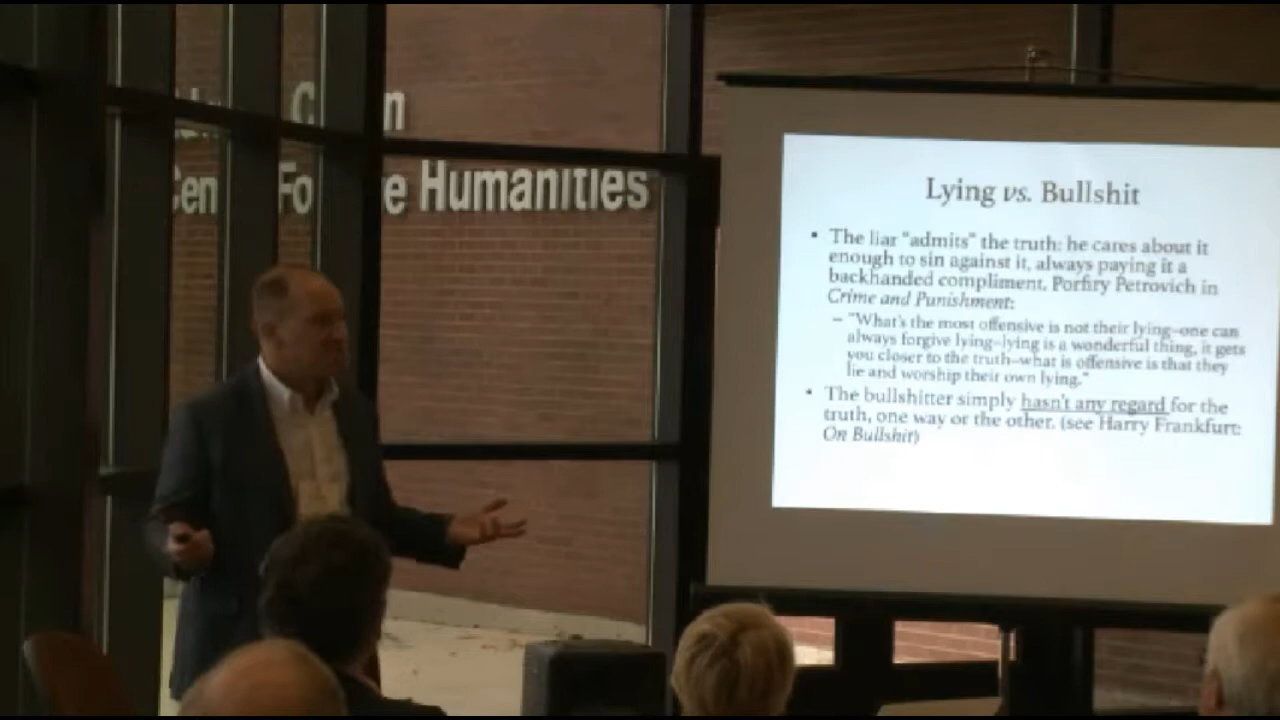 C n
Cen Fo e Humanities
Lying vs. Bullshit
• The liar "admits" the truth: he cares about it
enough to sin against it, always paying it a
backhanded compliment. Porfiry Petrovich in
Crime and Punishment:
– "What's the most offensive is not their lying–one can
always forgive lying–lying is a wonderful thing, it gets
you closer to the truth–what is offensive is that they
lie and worship their own lying."
• The bullshitter simply hasn't any regard for the
truth, one way or the other. (see Harry Frankfurt:
On Bullshit)